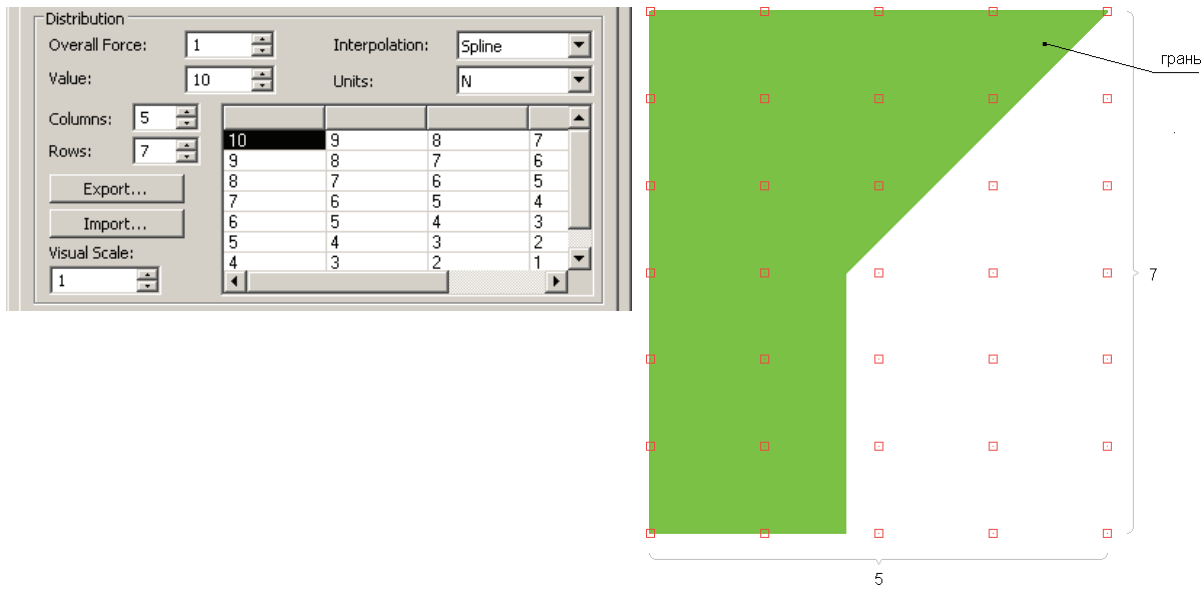 Distribution
Overall Force: 1 Interpolation: Spline
Value: 10 Units: N
Columns: 5
Rows: 7
Export...
Import...
Visual Scale:
1
10 9 8 7
9 8 7 6
8 7 6 5
7 6 5 4
6 5 4 3
5 4 3 2
4 3 2 1
грань
7
5